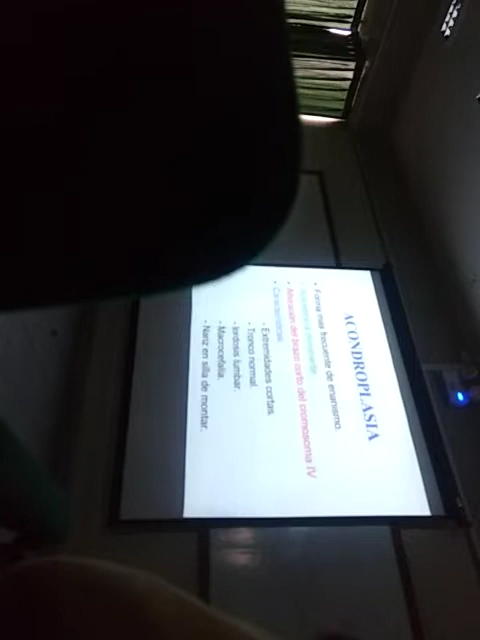 ACONDROPLASIA
• Forma más frecuente de enanismo.
• Alteración del brazo corto del cromosoma IV
• Características:
- Extremidades cortas.
- Tronco normal.
- lordosis lumbar.
- Macrocefalia.
- Nariz en silla de montar.